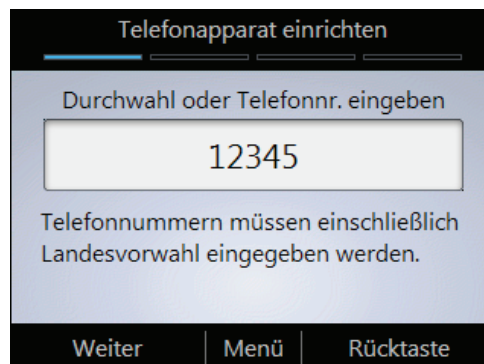 Telefonapparat einrichten
Durchwahl oder Telefonnr. eingeben
12345
Telefonnummern müssen einschließlich
Landesvorwahl eingegeben werden.
Weiter Menü Rücktaste